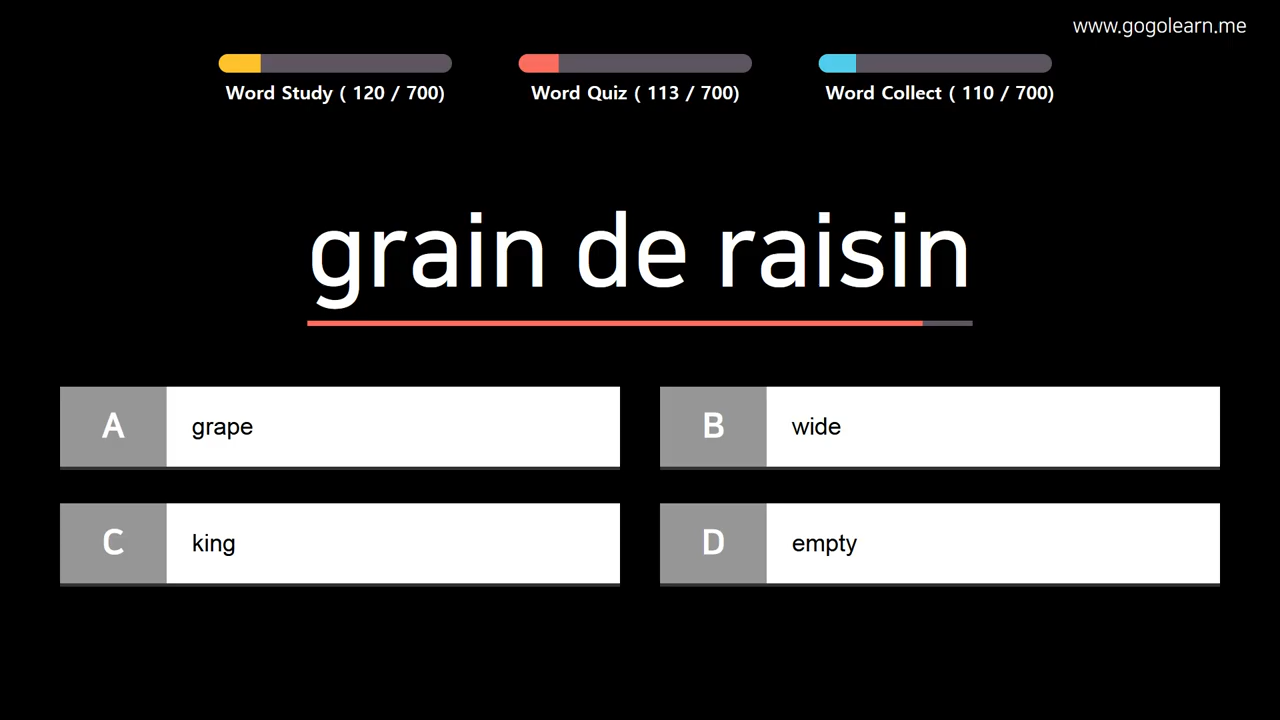 www.gogolearn.me
Word Study ( 120 / 700)
Word Quiz ( 113 / 700)
Word Collect ( 110 / 700)
grain de raisin
A grape
B wide
C king
D empty